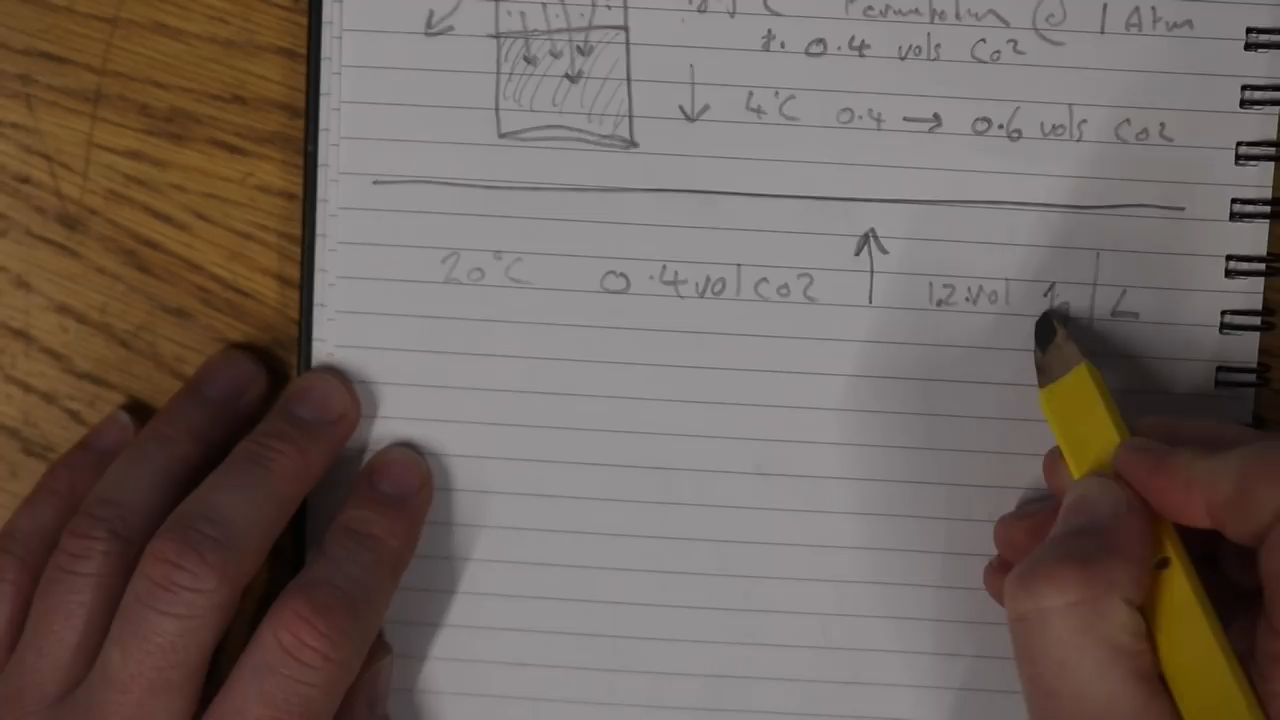 Fermentation @ 1 Atm
0.4 vols Co2
↓ 4°C 0.4 → 0.6 vols Co2
20°C 0.4 vol co2 ↑ 1.2 vol L